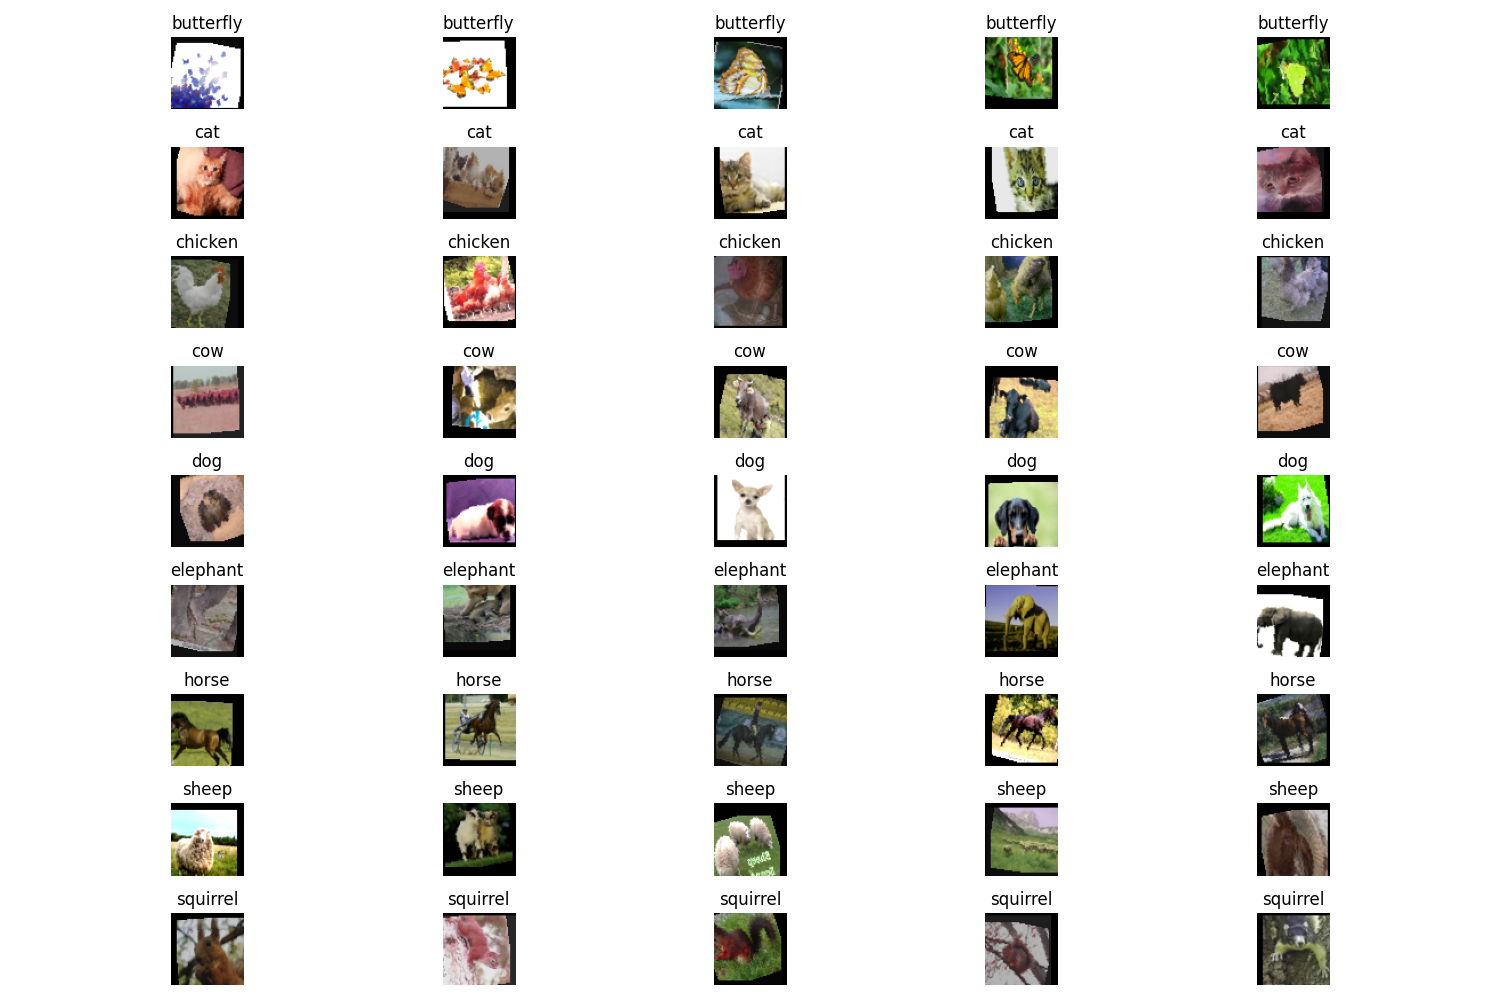 butterfly butterfly butterfly butterfly butterfly
cat cat cat cat cat
chicken chicken chicken chicken chicken
cow cow cow cow cow
dog dog dog dog dog
elephant elephant elephant elephant elephant
horse horse horse horse horse
sheep sheep sheep sheep sheep
squirrel squirrel squirrel squirrel squirrel